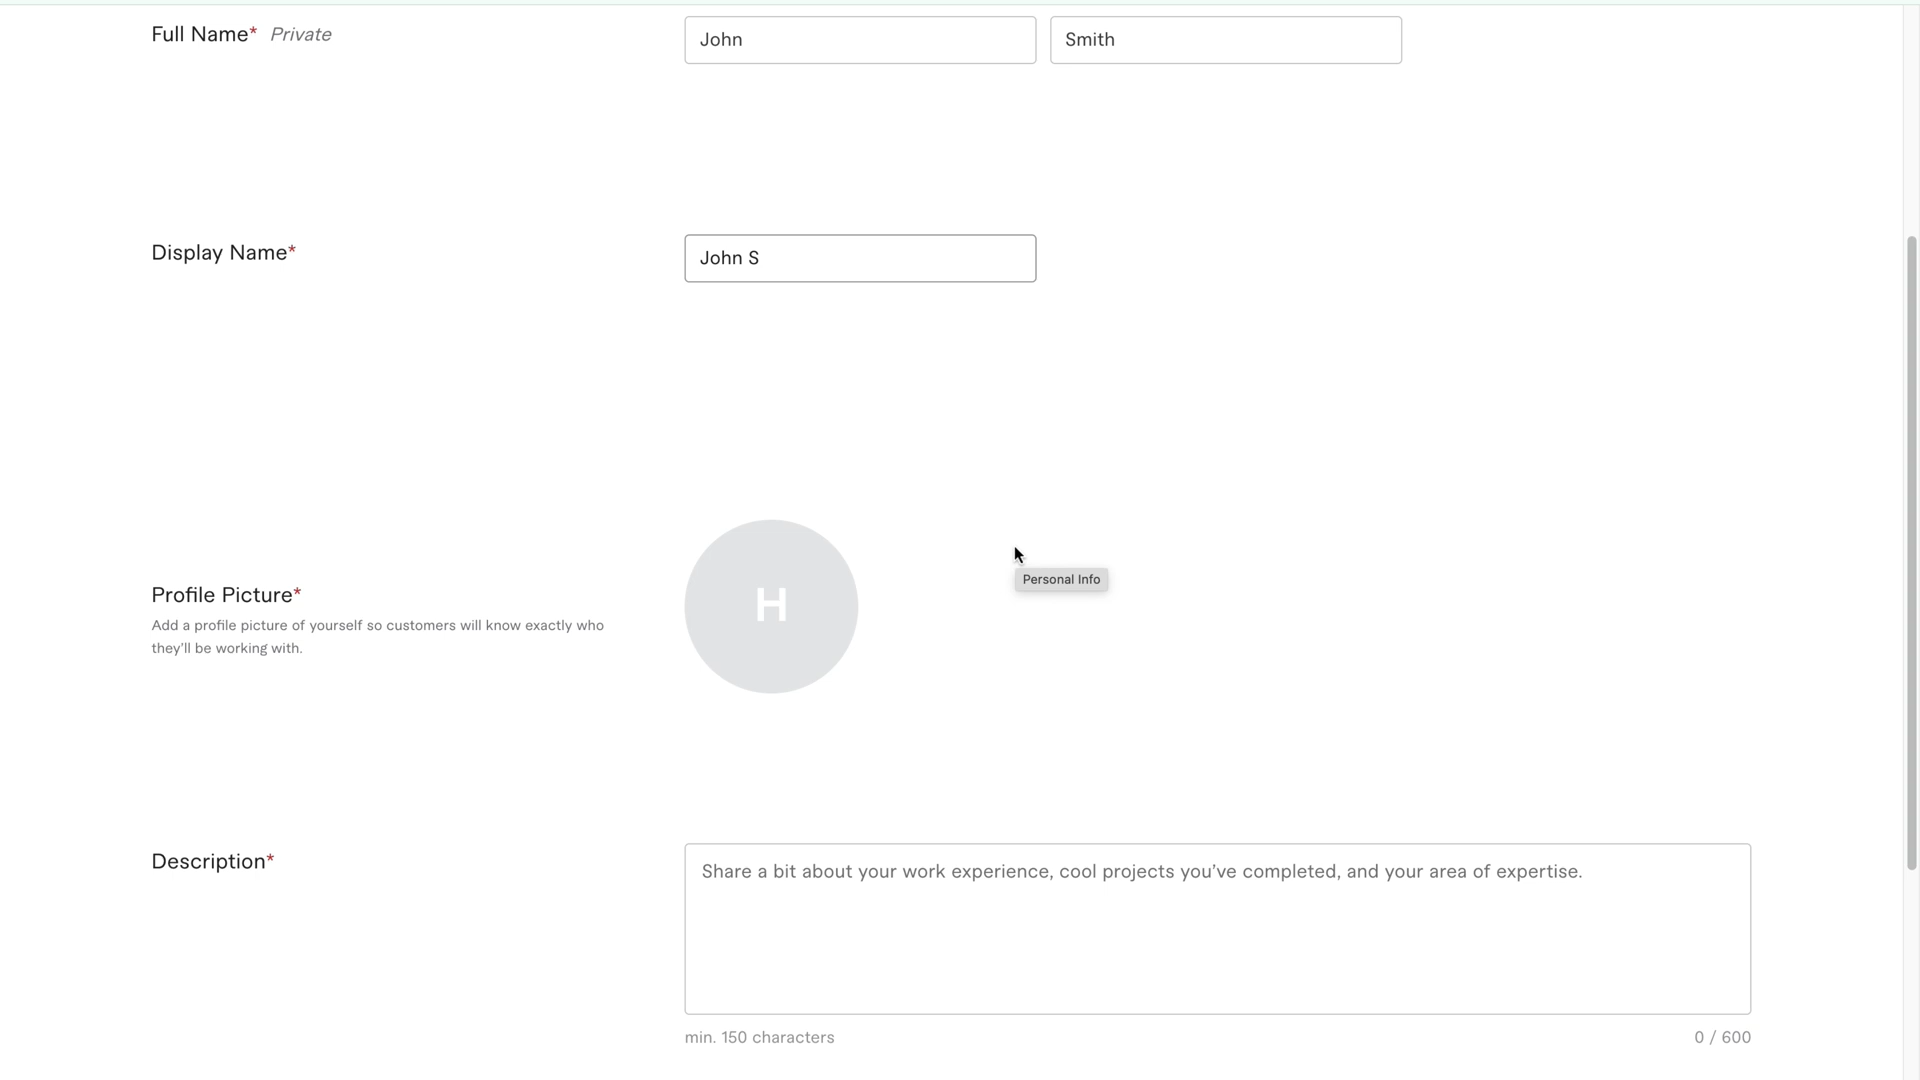 Full Name* Private
John Smith
Display Name*
John S
H
Personal Info
Profile Picture*
Add a profile picture of yourself so customers will know exactly who
they'll be working with.
Description*
Share a bit about your work experience, cool projects you've completed, and your area of expertise.
min. 150 characters
0 / 600